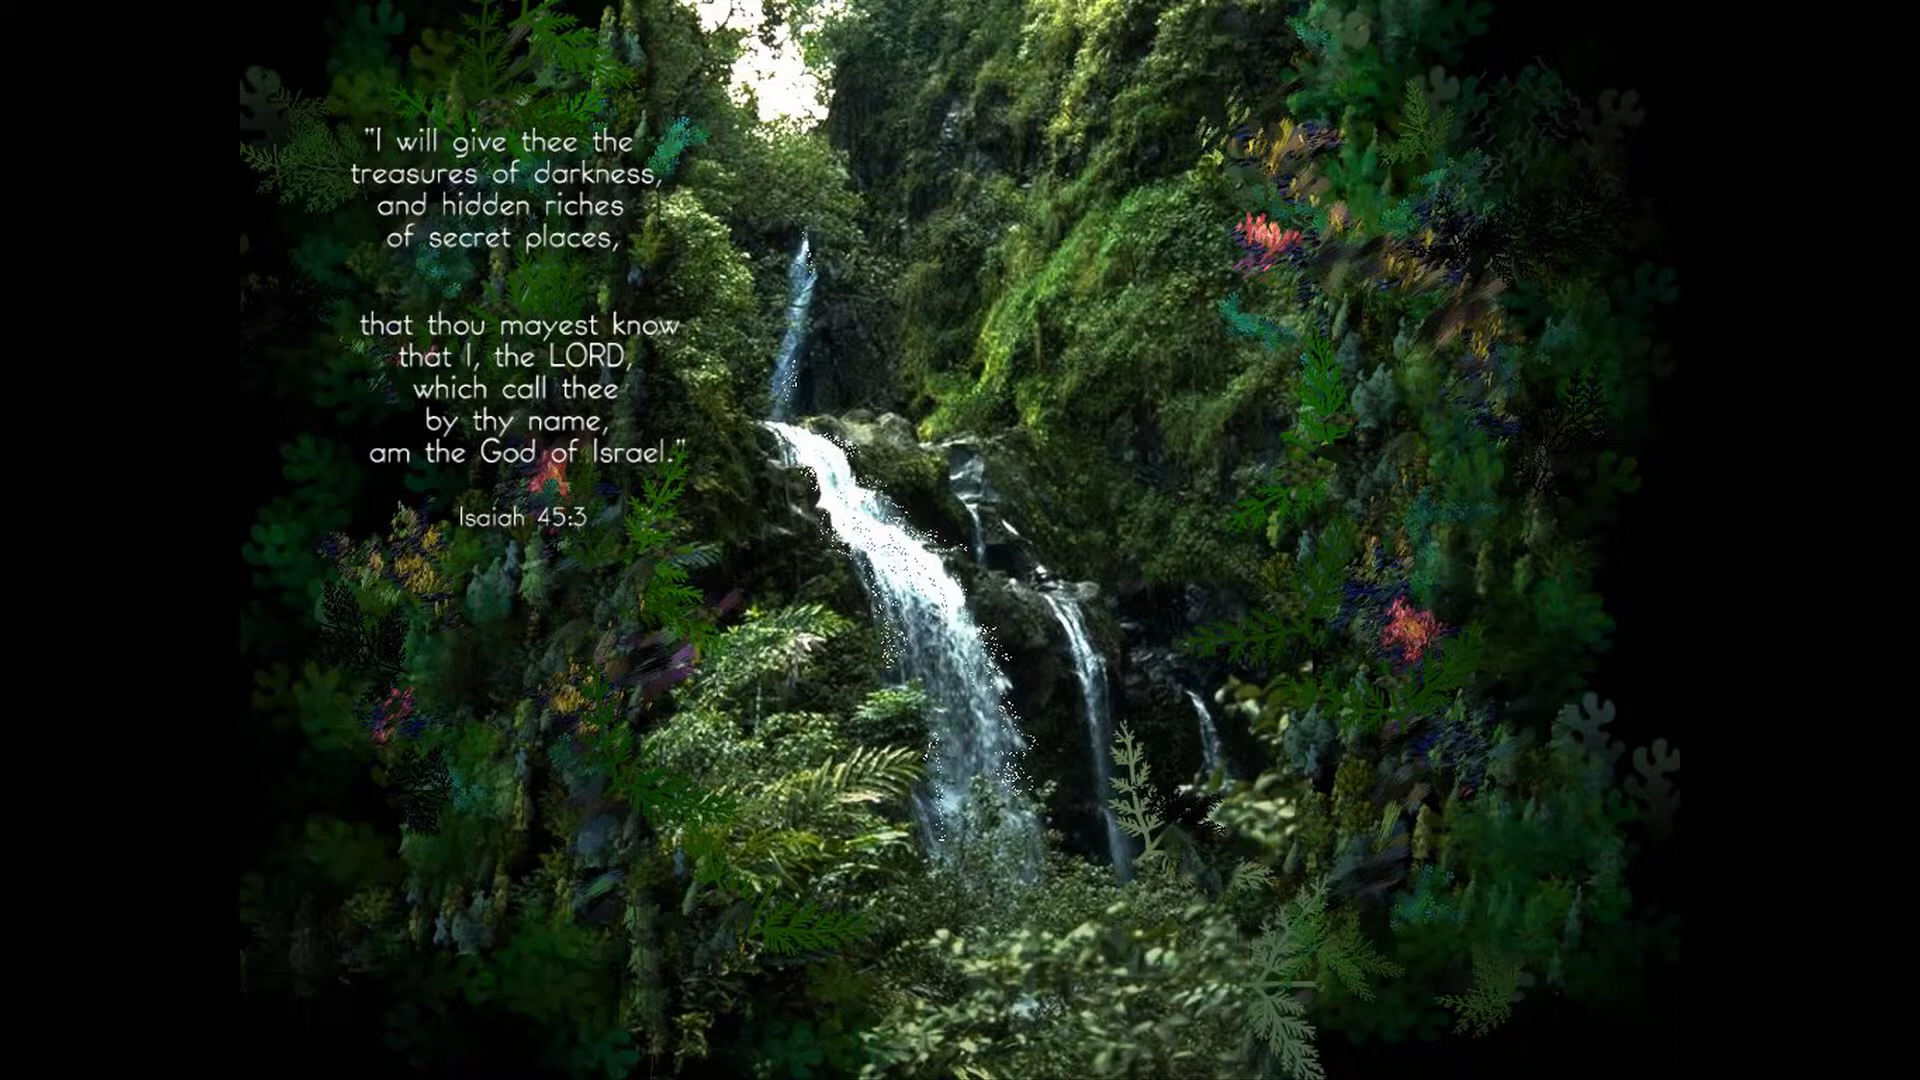 "I will give thee the
treasures of darkness,
and hidden riches
of secret places,
that thou mayest know
that I, the LORD,
which call thee
by thy name,
am the God of Israel."
Isaiah 45:3